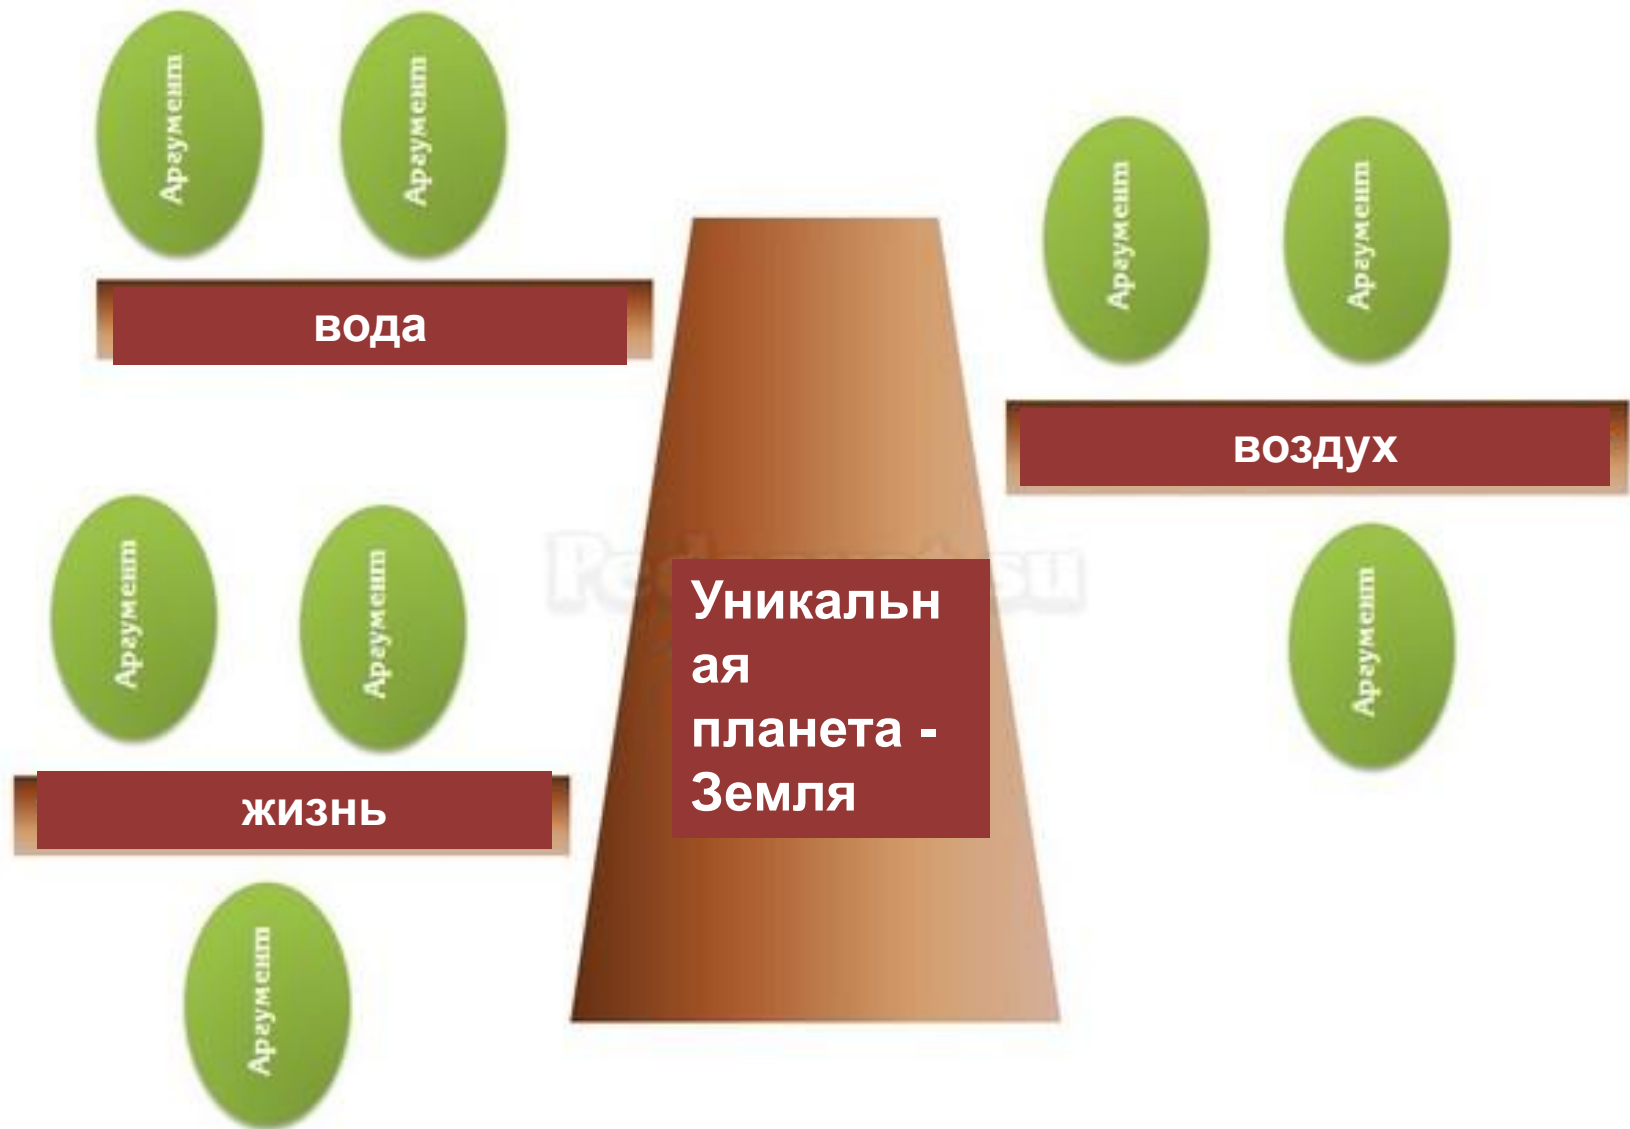 Аргумент
Аргумент
вода
Аргумент
Аргумент
воздух
Аргумент
Аргумент
Аргумент
жизнь
Аргумент
Уникальн
ая
планета -
Земля